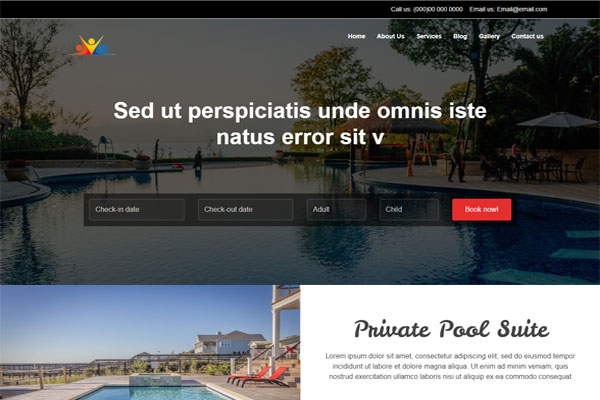 Call us: (000)00 000 0000 Email us: Email@email.com
Home About Us Services Blog Gallery Contact us
Sed ut perspiciatis unde omnis iste
natus error sit v
Check-in date Check-out date Adult Child Book now!
Private Pool Suite
Lorem ipsum dolor sit amet, consectetur adipiscing elit, sed do eiusmod tempor
incididunt ut labore et dolore magna aliqua. Ut enim ad minim veniam, quis
nostrud exercitation ullamco laboris nisi ut aliquip ex ea commodo consequat